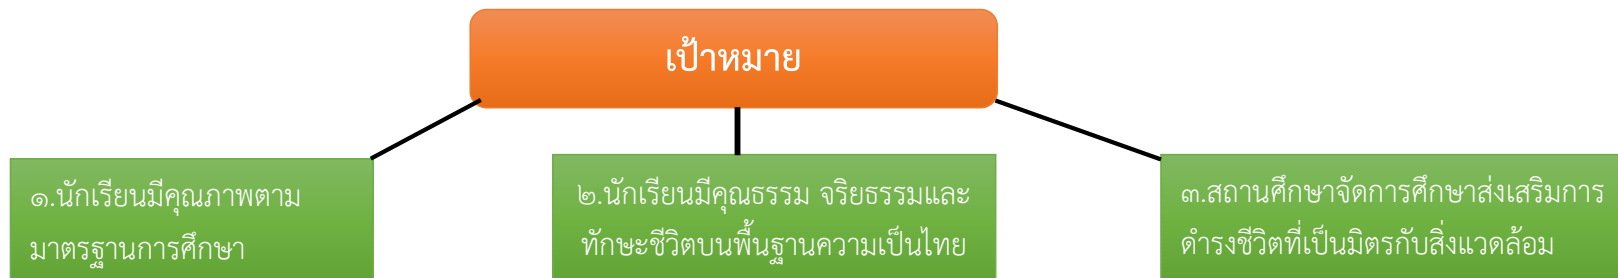 เป้าหมาย
๑.นักเรียนมีคุณภาพตาม
มาตรฐานการศึกษา
๒.นักเรียนมีคุณธรรม จริยธรรมและ
ทักษะชีวิตบนพื้นฐานความเป็นไทย
๓.สถานศึกษาจัดการศึกษาส่งเสริมการ
ดำรงชีวิตที่เป็นมิตรกับสิ่งแวดล้อม